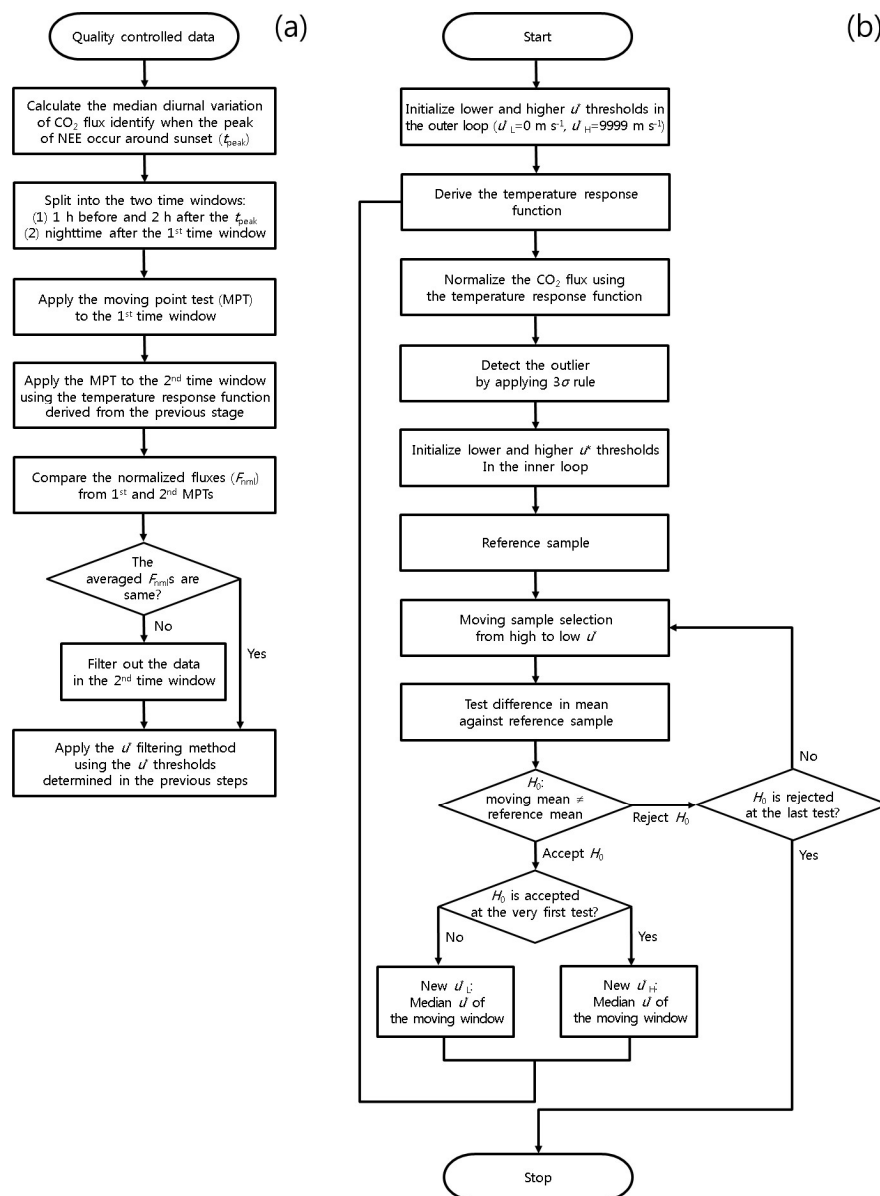 (a)
Quality controlled data
Calculate the median diurnal variation
of CO₂ flux identify when the peak
of NEE occur around sunset (t_peak)
Split into the two time windows:
(1) 1 h before and 2 h after the t_peak
(2) nighttime after the 1st time window
Apply the moving point test (MPT)
to the 1st time window
Apply the MPT to the 2nd time window
using the temperature response function
derived from the previous stage
Compare the normalized fluxes (F_nml)
from 1st and 2nd MPTs
The
averaged F_nmls are
same?
No
Yes
Filter out the data
in the 2nd time window
Apply the u* filtering method
using the u* thresholds
determined in the previous steps
(b)
Start
Initialize lower and higher u* thresholds in
the outer loop (u*_L=0 m s⁻¹, u*_H=9999 m s⁻¹)
Derive the temperature response
function
Normalize the CO₂ flux using
the temperature response function
Detect the outlier
by applying 3σ rule
Initialize lower and higher u* thresholds
In the inner loop
Reference sample
Moving sample selection
from high to low u*
Test difference in mean
against reference sample
H₀:
moving mean ≠
reference mean
Reject H₀
H₀ is rejected
at the last test?
No
Yes
Accept H₀
H₀ is accepted
at the very first test?
No
Yes
New u*_L:
Median u* of
the moving window
New u*_H:
Median u* of
the moving window
Stop